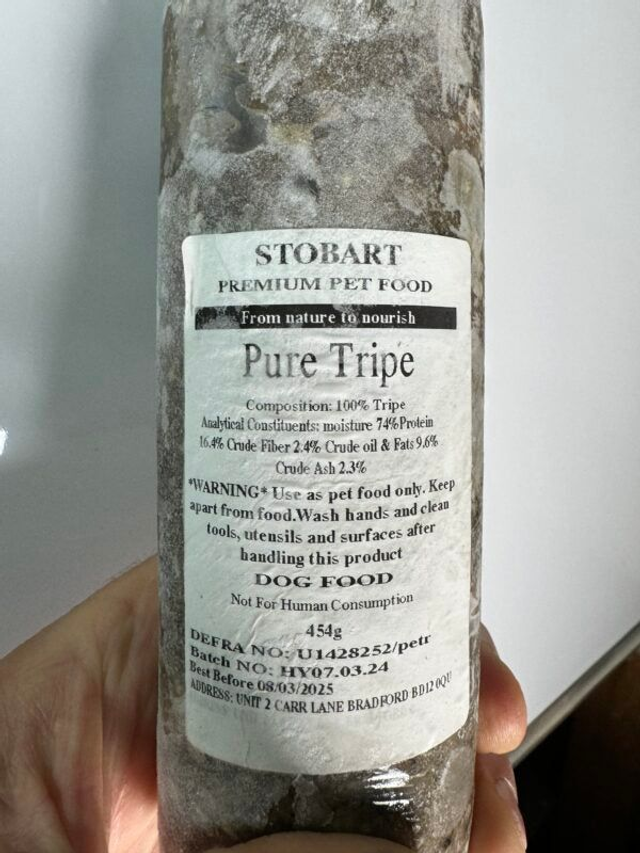 STOBART
PREMIUM PET FOOD
From nature to nourish
Pure Tripe
Composition: 100% Tripe
Analytical Constituents: moisture 74%Protein
16.4% Crude Fiber 2.4% Crude oil & Fats 9.6%
Crude Ash 2.3%
*WARNING* Use as pet food only. Keep
apart from food.Wash hands and clean
tools, utensils and surfaces after
handling this product
DOG FOOD
Not For Human Consumption
454g
DEFRA NO: U1428252/petr
Batch NO: HY07.03.24
Best Before 08/03/2025
ADDRESS: UNIT 2 CARR LANE BRADFORD BD12 0QU